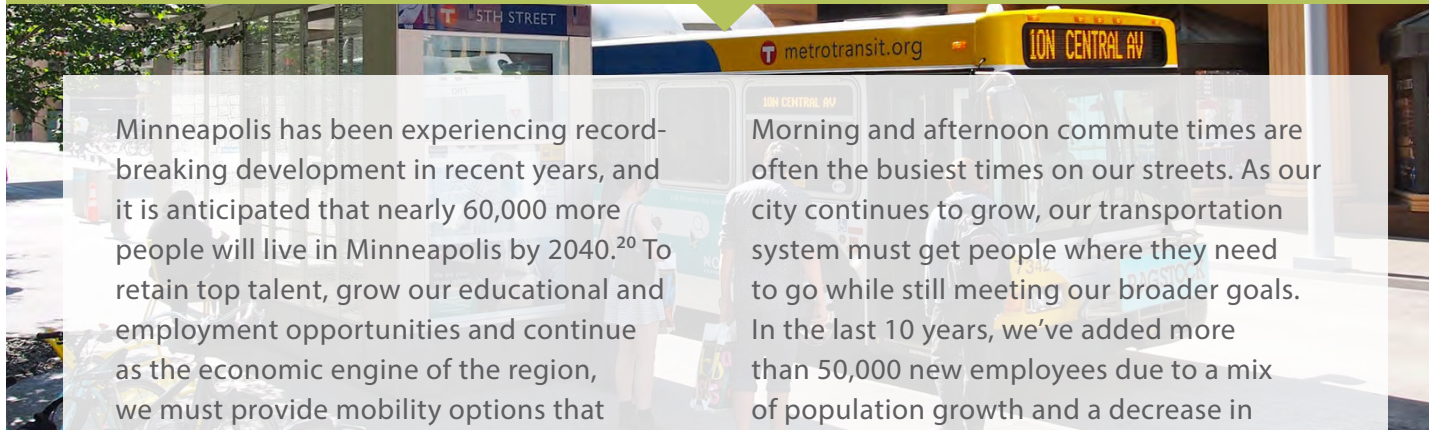 5TH STREET
metrotransit.org
10N CENTRAL AV
10N CENTRAL AV
Minneapolis has been experiencing record-
breaking development in recent years, and
it is anticipated that nearly 60,000 more
people will live in Minneapolis by 2040.²⁰ To
retain top talent, grow our educational and
employment opportunities and continue
as the economic engine of the region,
we must provide mobility options that
Morning and afternoon commute times are
often the busiest times on our streets. As our
city continues to grow, our transportation
system must get people where they need
to go while still meeting our broader goals.
In the last 10 years, we’ve added more
than 50,000 new employees due to a mix
of population growth and a decrease in
7342
RAGSTOCK